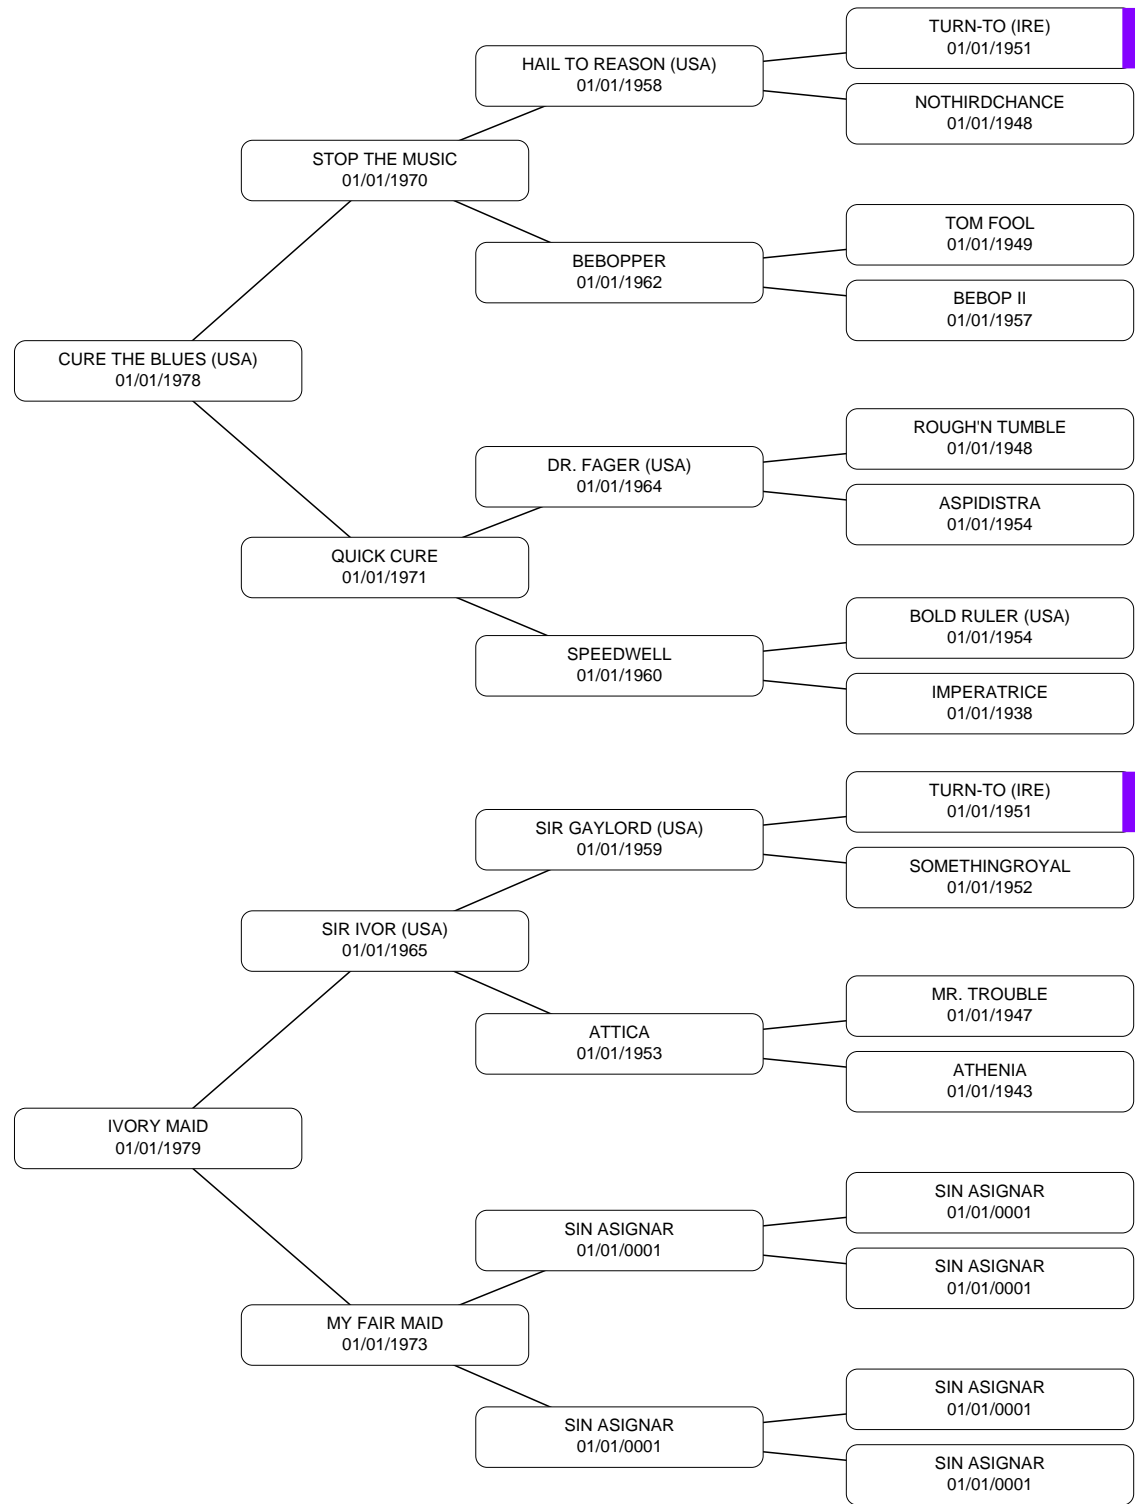 TURN-TO (IRE)
01/01/1951
HAIL TO REASON (USA)
01/01/1958
NOTHIRDCHANCE
01/01/1948
STOP THE MUSIC
01/01/1970
TOM FOOL
01/01/1949
BEBOPPER
01/01/1962
BEBOP II
01/01/1957
CURE THE BLUES (USA)
01/01/1978
ROUGH'N TUMBLE
01/01/1948
DR. FAGER (USA)
01/01/1964
ASPIDISTRA
01/01/1954
QUICK CURE
01/01/1971
BOLD RULER (USA)
01/01/1954
SPEEDWELL
01/01/1960
IMPERATRICE
01/01/1938
TURN-TO (IRE)
01/01/1951
SIR GAYLORD (USA)
01/01/1959
SOMETHINGROYAL
01/01/1952
SIR IVOR (USA)
01/01/1965
MR. TROUBLE
01/01/1947
ATTICA
01/01/1953
ATHENIA
01/01/1943
IVORY MAID
01/01/1979
SIN ASIGNAR
01/01/0001
SIN ASIGNAR
01/01/0001
SIN ASIGNAR
01/01/0001
MY FAIR MAID
01/01/1973
SIN ASIGNAR
01/01/0001
SIN ASIGNAR
01/01/0001
SIN ASIGNAR
01/01/0001